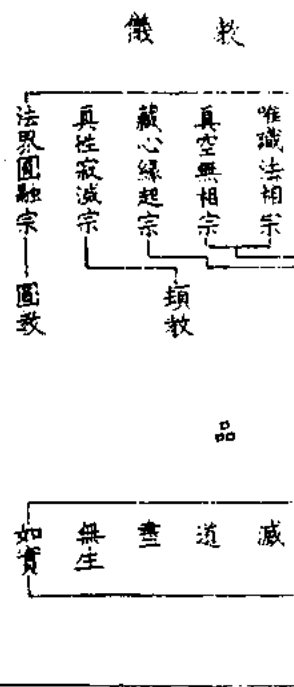 教儀
唯識法相宗
真空無相宗
藏心緣起宗
真性寂滅宗
法界圓融宗
頓教
圓教
品
滅
道
盡
無生
如實